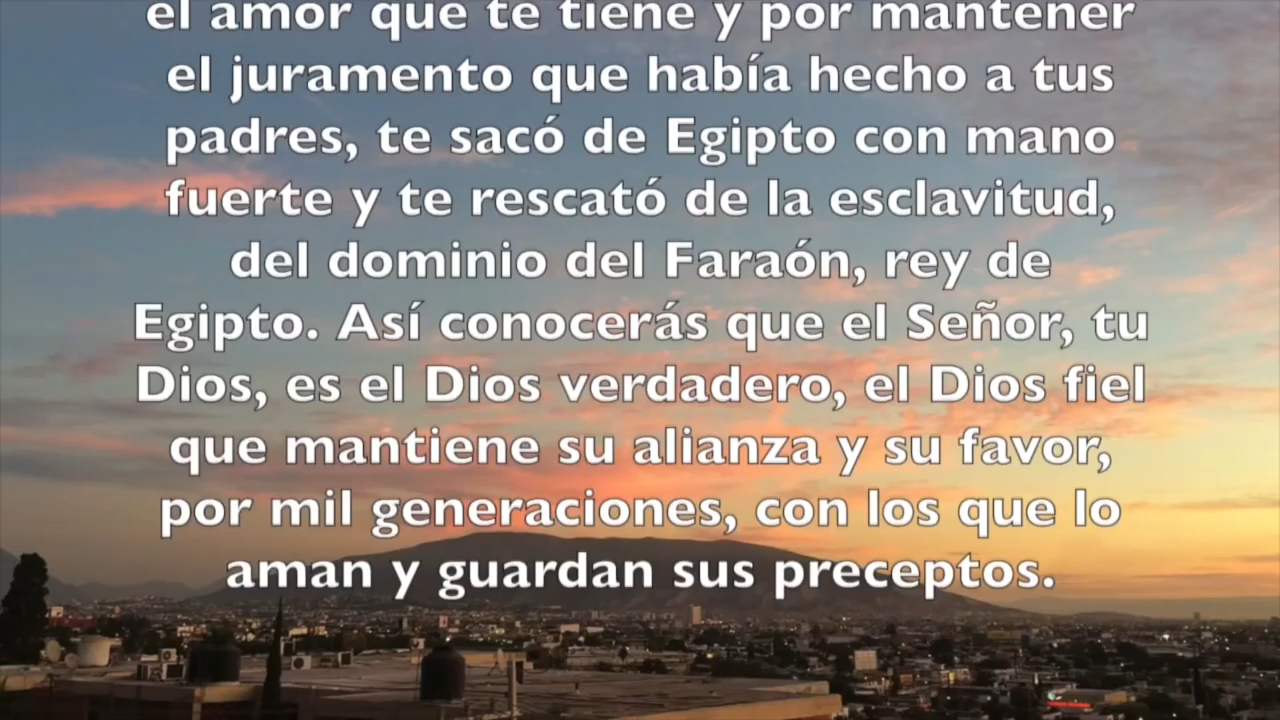 el amor que te tiene y por mantener
el juramento que había hecho a tus
padres, te sacó de Egipto con mano
fuerte y te rescató de la esclavitud,
del dominio del Faraón, rey de
Egipto. Así conocerás que el Señor, tu
Dios, es el Dios verdadero, el Dios fiel
que mantiene su alianza y su favor,
por mil generaciones, con los que lo
aman y guardan sus preceptos.